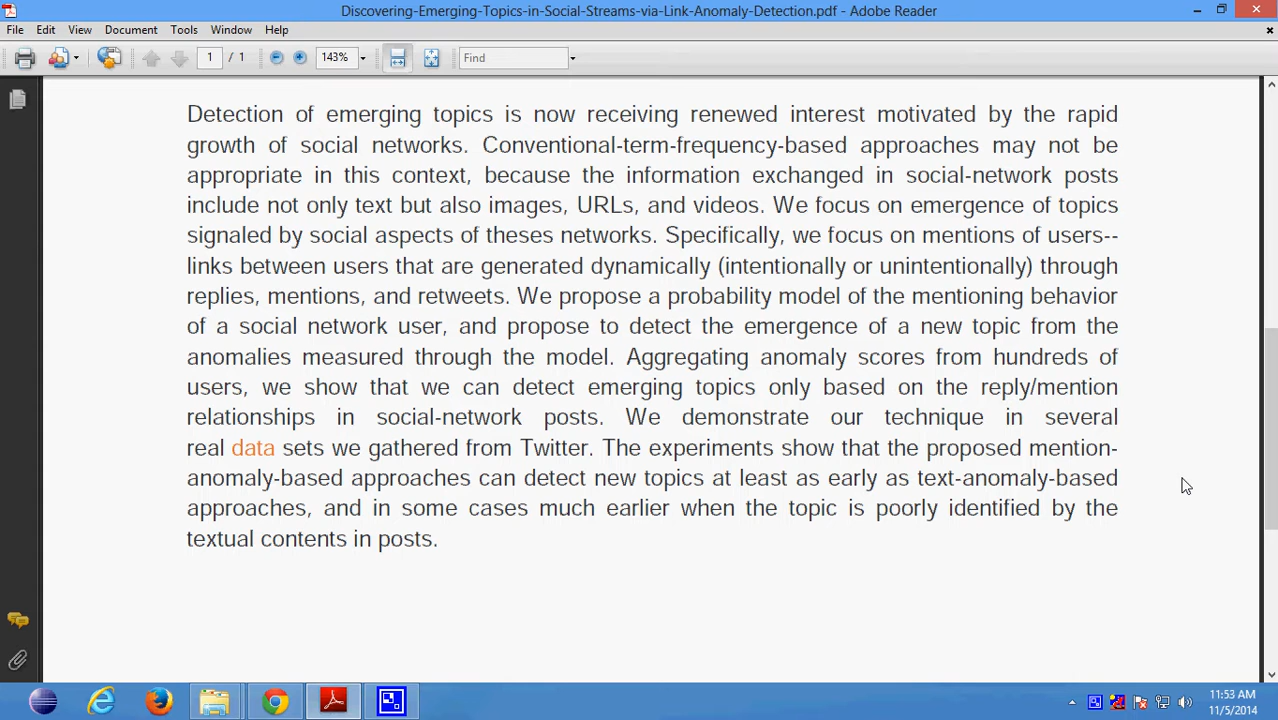 Discovering-Emerging-Topics-in-Social-Streams-via-Link-Anomaly-Detection.pdf - Adobe Reader
File Edit View Document Tools Window Help
1 / 1 143% Find
Detection of emerging topics is now receiving renewed interest motivated by the rapid
growth of social networks. Conventional-term-frequency-based approaches may not be
appropriate in this context, because the information exchanged in social-network posts
include not only text but also images, URLs, and videos. We focus on emergence of topics
signaled by social aspects of theses networks. Specifically, we focus on mentions of users--
links between users that are generated dynamically (intentionally or unintentionally) through
replies, mentions, and retweets. We propose a probability model of the mentioning behavior
of a social network user, and propose to detect the emergence of a new topic from the
anomalies measured through the model. Aggregating anomaly scores from hundreds of
users, we show that we can detect emerging topics only based on the reply/mention
relationships in social-network posts. We demonstrate our technique in several
real data sets we gathered from Twitter. The experiments show that the proposed mention-
anomaly-based approaches can detect new topics at least as early as text-anomaly-based
approaches, and in some cases much earlier when the topic is poorly identified by the
textual contents in posts.
11:53 AM
11/5/2014